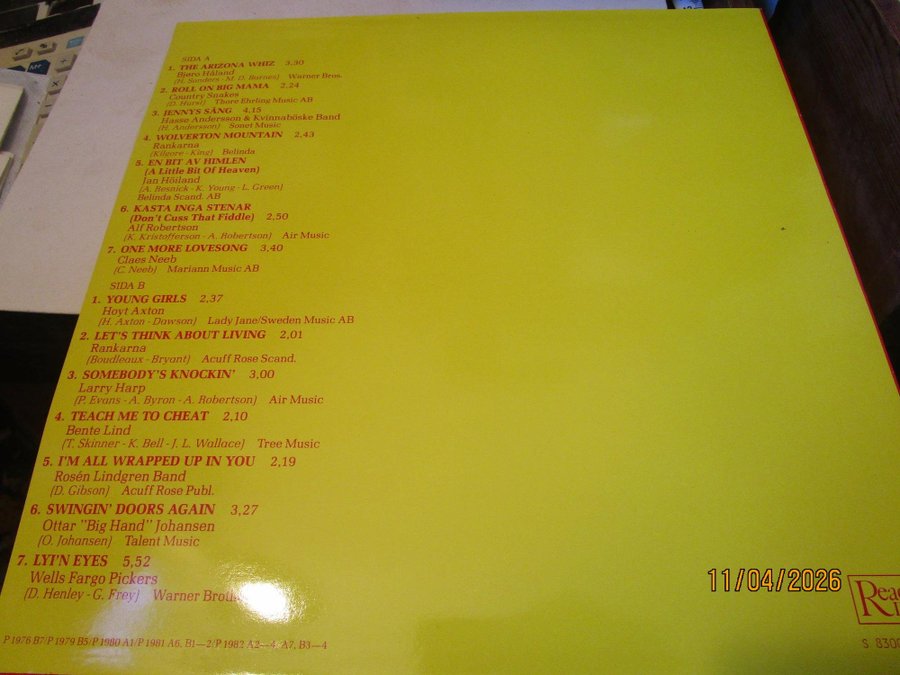 SIDA A
1. THE ARIZONA WHIZ 3,30
Bjøro Håland
(H. Sanders - M. D. Barnes) Warner Bros.
2. ROLL ON BIG MAMA 2,24
Country Snakes
(D. Hurst) Thore Ehrling Music AB
3. JENNYS SÅNG 4,15
Hasse Andersson & Kvinnaböske Band
(H. Andersson) Sonet Music
4. WOLVERTON MOUNTAIN 2,43
Rankarna
(Kilgore - King) Belinda
5. EN BIT AV HIMLEN
(A Little Bit Of Heaven)
Jan Höiland
(A. Resnick - K. Young - L. Green)
Belinda Scand. AB
6. KASTA INGA STENAR
(Don't Cuss That Fiddle) 2,50
Alf Robertson
(K. Kristofferson - A. Robertson) Air Music
7. ONE MORE LOVESONG 3,40
Claes Neeb
(C. Neeb) Mariann Music AB
SIDA B
1. YOUNG GIRLS 2,37
Hoyt Axton
(H. Axton - Dawson) Lady Jane/Sweden Music AB
2. LET'S THINK ABOUT LIVING 2,01
Rankarna
(Boudleaux - Bryant) Acuff Rose Scand.
3. SOMEBODY'S KNOCKIN' 3,00
Larry Harp
(P. Evans - A. Byron - A. Robertson) Air Music
4. TEACH ME TO CHEAT 2,10
Bente Lind
(T. Skinner - K. Bell - J. L. Wallace) Tree Music
5. I'M ALL WRAPPED UP IN YOU 2,19
Rosén Lindgren Band
(D. Gibson) Acuff Rose Publ.
6. SWINGIN' DOORS AGAIN 3,27
Ottar "Big Hand" Johansen
(O. Johansen) Talent Music
7. LYI'N EYES 5,52
Wells Fargo Pickers
(D. Henley - G. Frey) Warner
P 1976 B7/P 1979 B5/P 1980 A1/P 1981 A6, B1—2/P 1982 A2—4, A7, B3—4
11/04/2026
S 830